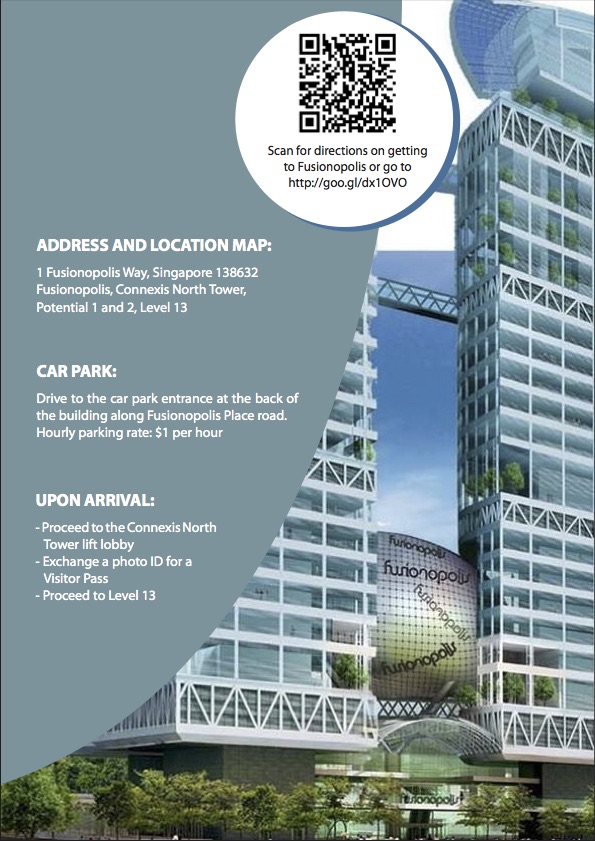 Scan for directions on getting
to Fusionopolis or go to
http://goo.gl/dx1OVO
ADDRESS AND LOCATION MAP:
1 Fusionopolis Way, Singapore 138632
Fusionopolis, Connexis North Tower,
Potential 1 and 2, Level 13
CAR PARK:
Drive to the car park entrance at the back of
the building along Fusionopolis Place road.
Hourly parking rate: $1 per hour
UPON ARRIVAL:
- Proceed to the Connexis North
Tower lift lobby
- Exchange a photo ID for a
Visitor Pass
- Proceed to Level 13
fusionopolis
fusionopolis
fusionopolis
fusionopolis
fusionopolis
fusionopolis